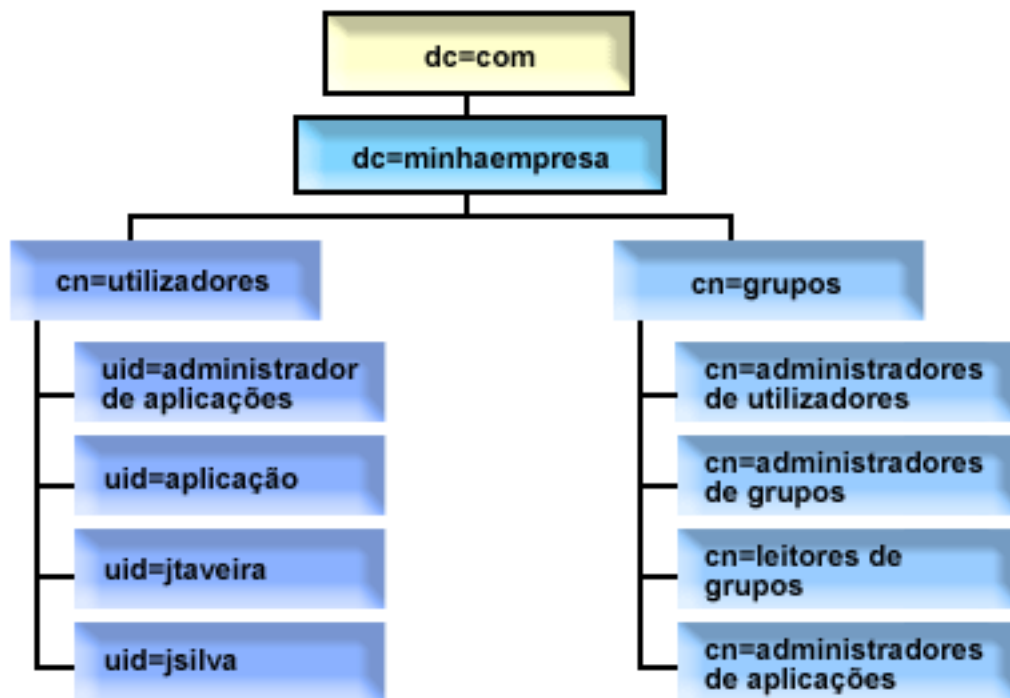 dc=com
dc=minhaempresa
cn=utilizadores
uid=administrador
de aplicações
uid=aplicação
uid=jtaveira
uid=jsilva
cn=grupos
cn=administradores
de utilizadores
cn=administradores
de grupos
cn=leitores de
grupos
cn=administradores
de aplicações